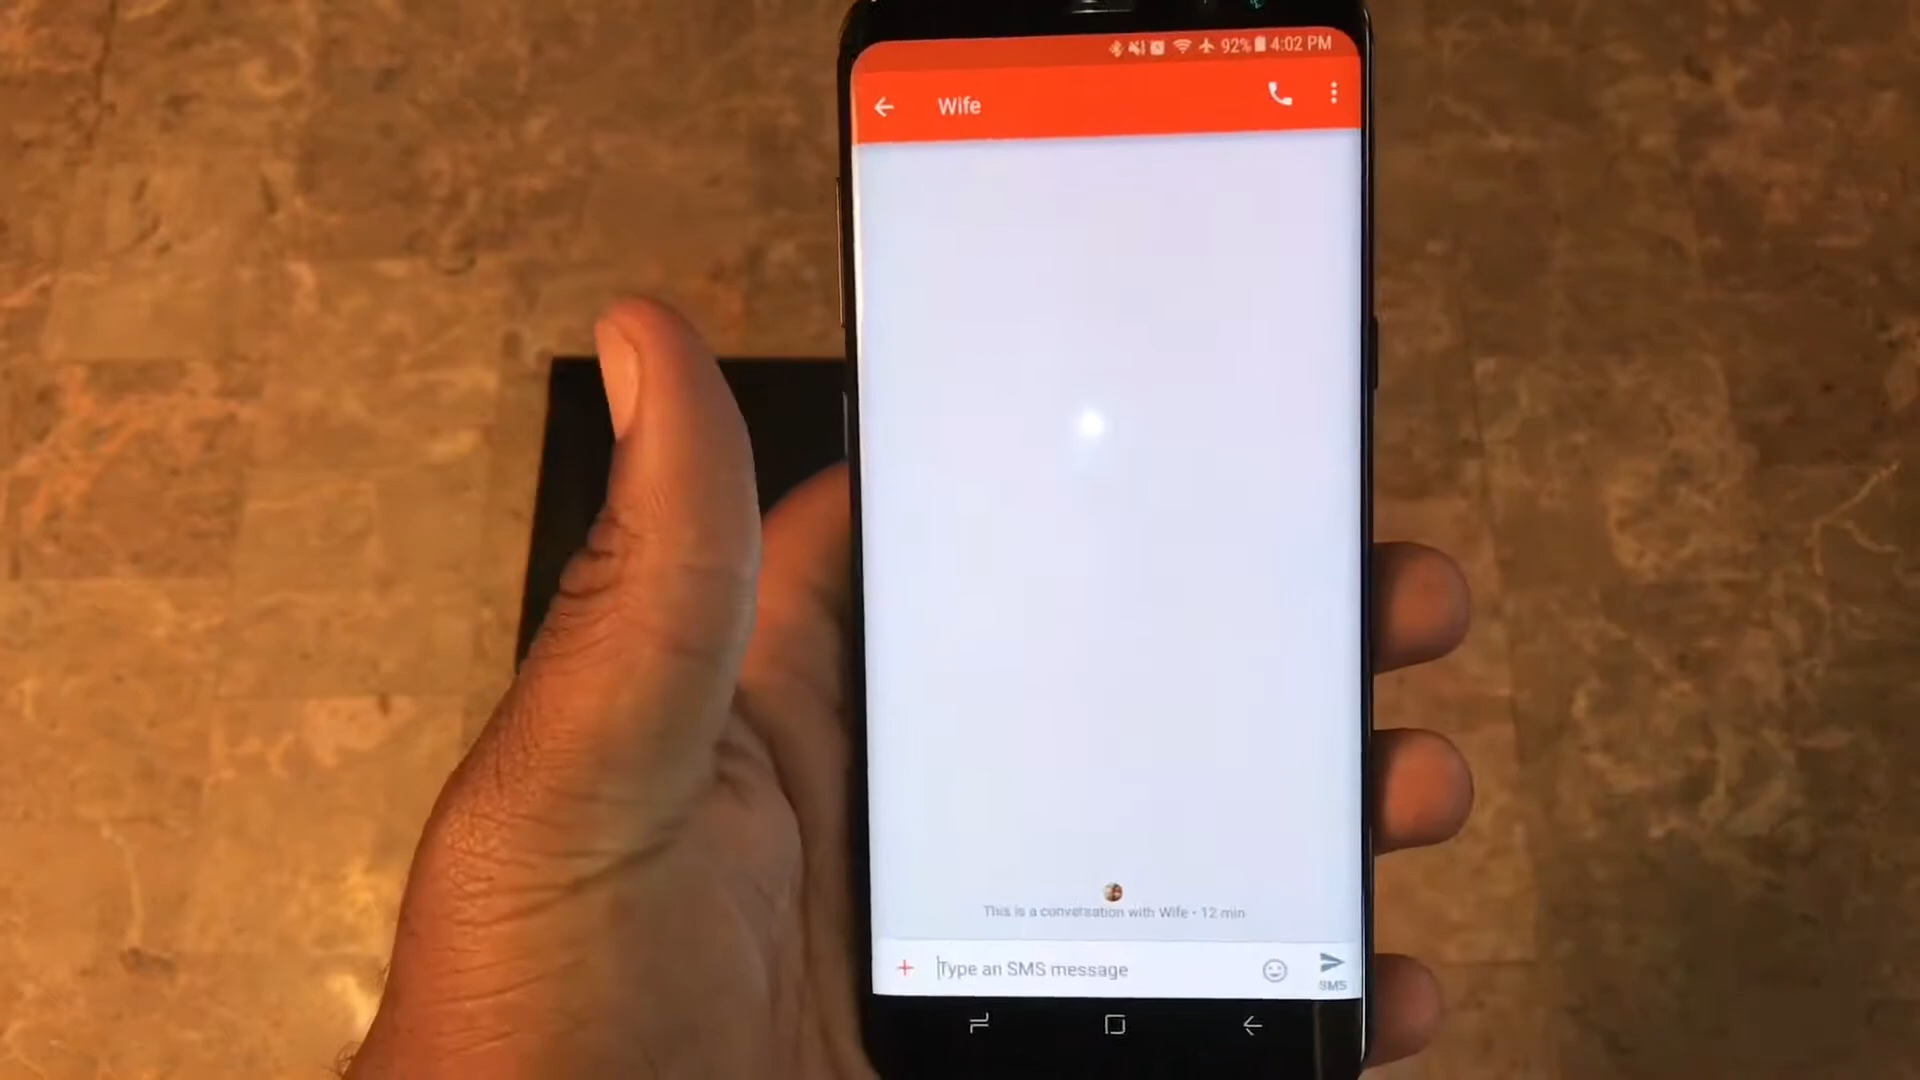 92% 4:02 PM
Wife
This is a conversation with Wife • 12 min
Type an SMS message
SMS